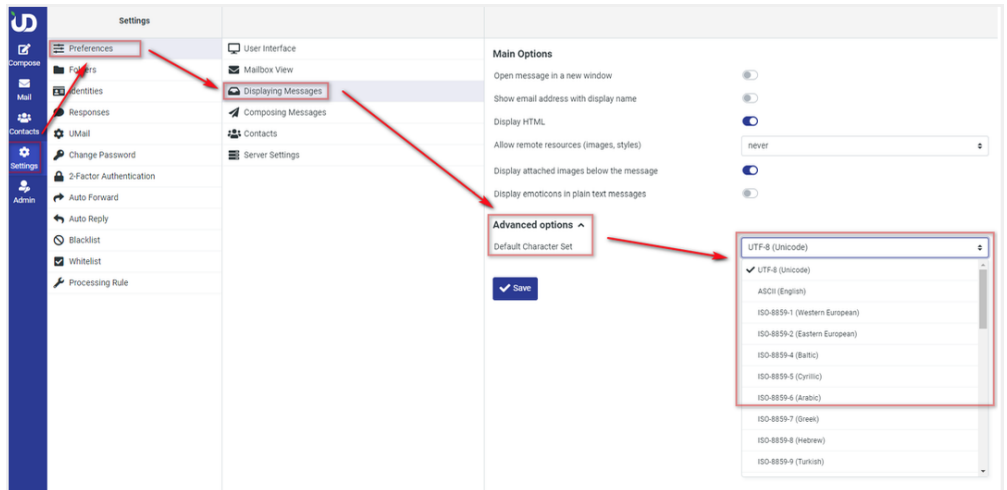 UD
Compose
Mail
Contacts
Settings
Admin
Settings
Preferences
Folders
Identities
Responses
UMail
Change Password
2-Factor Authentication
Auto Forward
Auto Reply
Blacklist
Whitelist
Processing Rule
User Interface
Mailbox View
Displaying Messages
Composing Messages
Contacts
Server Settings
Main Options
Open message in a new window
Show email address with display name
Display HTML
Allow remote resources (images, styles)
never
Display attached images below the message
Display emoticons in plain text messages
Advanced options
Default Character Set
UTF-8 (Unicode)
UTF-8 (Unicode)
ASCII (English)
ISO-8859-1 (Western European)
ISO-8859-2 (Eastern European)
ISO-8859-4 (Baltic)
ISO-8859-5 (Cyrillic)
ISO-8859-6 (Arabic)
ISO-8859-7 (Greek)
ISO-8859-8 (Hebrew)
ISO-8859-9 (Turkish)
Save